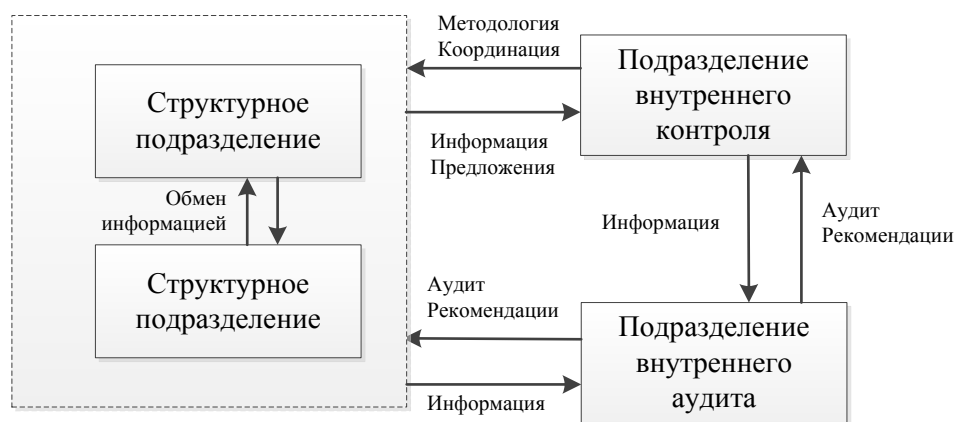 Методология
Координация
Подразделение
внутреннего
контроля
Структурное
подразделение
Информация
Предложения
Обмен
информацией
Информация
Аудит
Рекомендации
Структурное
подразделение
Аудит
Рекомендации
Подразделение
внутреннего
аудита
Информация